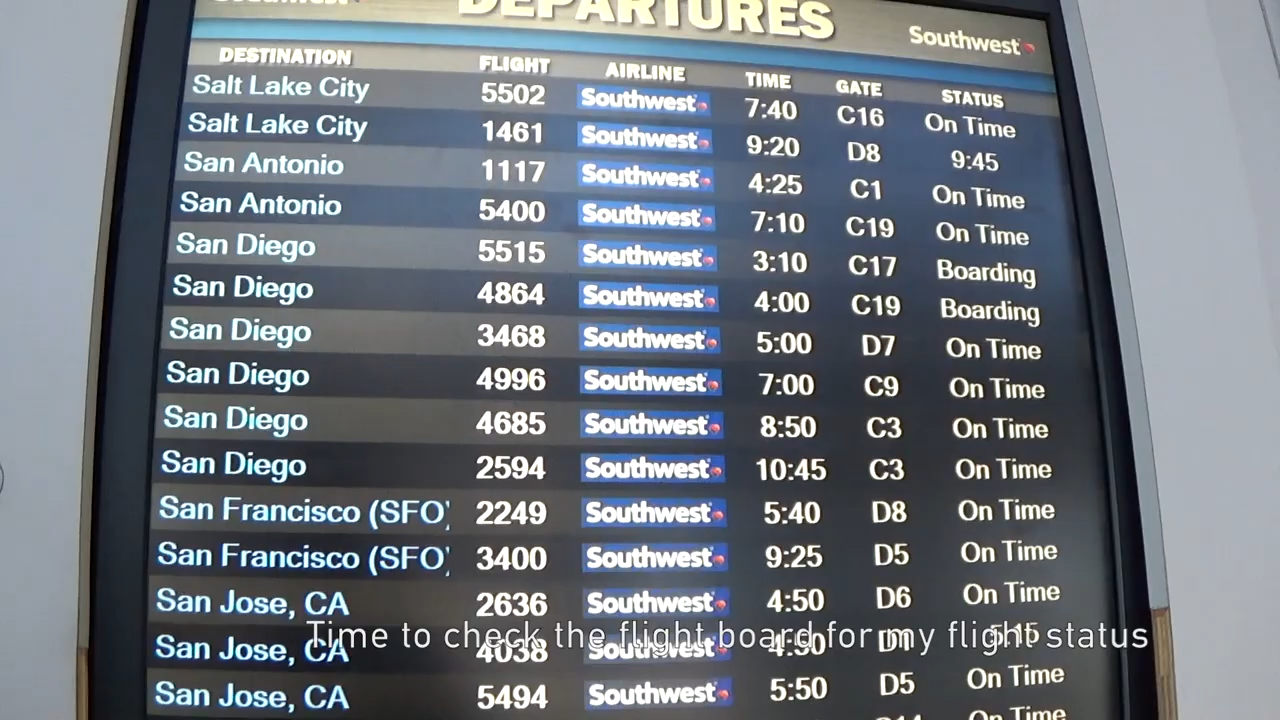 DEPARTURES
Southwest
DESTINATION FLIGHT AIRLINE TIME GATE STATUS
Salt Lake City 5502 Southwest 7:40 C16 On Time
Salt Lake City 1461 Southwest 9:20 D8 9:45
San Antonio 1117 Southwest 4:25 C1 On Time
San Antonio 5400 Southwest 7:10 C19 On Time
San Diego 5515 Southwest 3:10 C17 Boarding
San Diego 4864 Southwest 4:00 C19 Boarding
San Diego 3468 Southwest 5:00 D7 On Time
San Diego 4996 Southwest 7:00 C9 On Time
San Diego 4685 Southwest 8:50 C3 On Time
San Diego 2594 Southwest 10:45 C3 On Time
San Francisco (SFO) 2249 Southwest 5:40 D8 On Time
San Francisco (SFO) 3400 Southwest 9:25 D5 On Time
San Jose, CA 2636 Southwest 4:50 D6 On Time
San Jose, CA 4038 Southwest 4:50 D1 5:15
Time to check the flight board for my flight status
San Jose, CA 5494 Southwest 5:50 D5 On Time
On Time